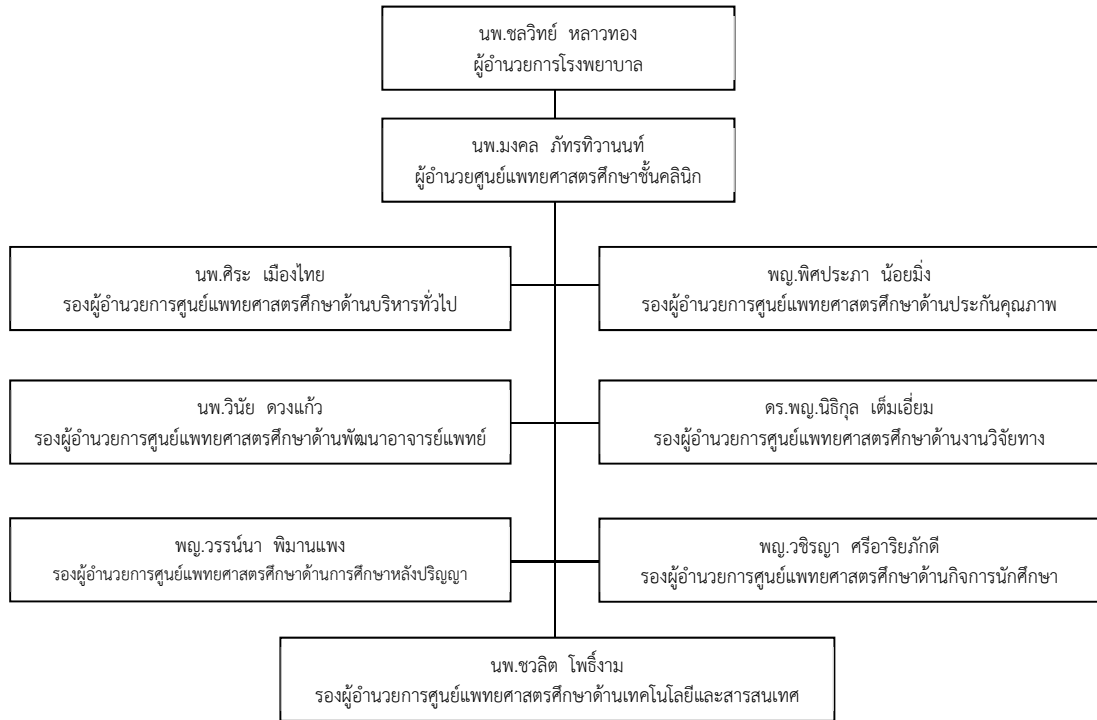 นพ.ชลวิทย์ หลาวทอง
ผู้อำนวยการโรงพยาบาล
นพ.มงคล ภัทรทิวานนท์
ผู้อำนวยศูนย์แพทยศาสตรศึกษาชั้นคลินิก
นพ.ศิระ เมืองไทย
รองผู้อำนวยการศูนย์แพทยศาสตรศึกษาด้านบริหารทั่วไป
พญ.พิศประภา น้อยมิ่ง
รองผู้อำนวยการศูนย์แพทยศาสตรศึกษาด้านประกันคุณภาพ
นพ.วินัย ดวงแก้ว
รองผู้อำนวยการศูนย์แพทยศาสตรศึกษาด้านพัฒนาอาจารย์แพทย์
ดร.พญ.นิธิกุล เต็มเอี่ยม
รองผู้อำนวยการศูนย์แพทยศาสตรศึกษาด้านงานวิจัยทาง
พญ.วรรน์นา พิมานแพง
รองผู้อำนวยการศูนย์แพทยศาสตรศึกษาด้านการศึกษาหลังปริญญา
พญ.วชิรญา ศรีอาริยภักดี
รองผู้อำนวยการศูนย์แพทยศาสตรศึกษาด้านกิจการนักศึกษา
นพ.ชวลิต โพธิ์งาม
รองผู้อำนวยการศูนย์แพทยศาสตรศึกษาด้านเทคโนโลยีและสารสนเทศ